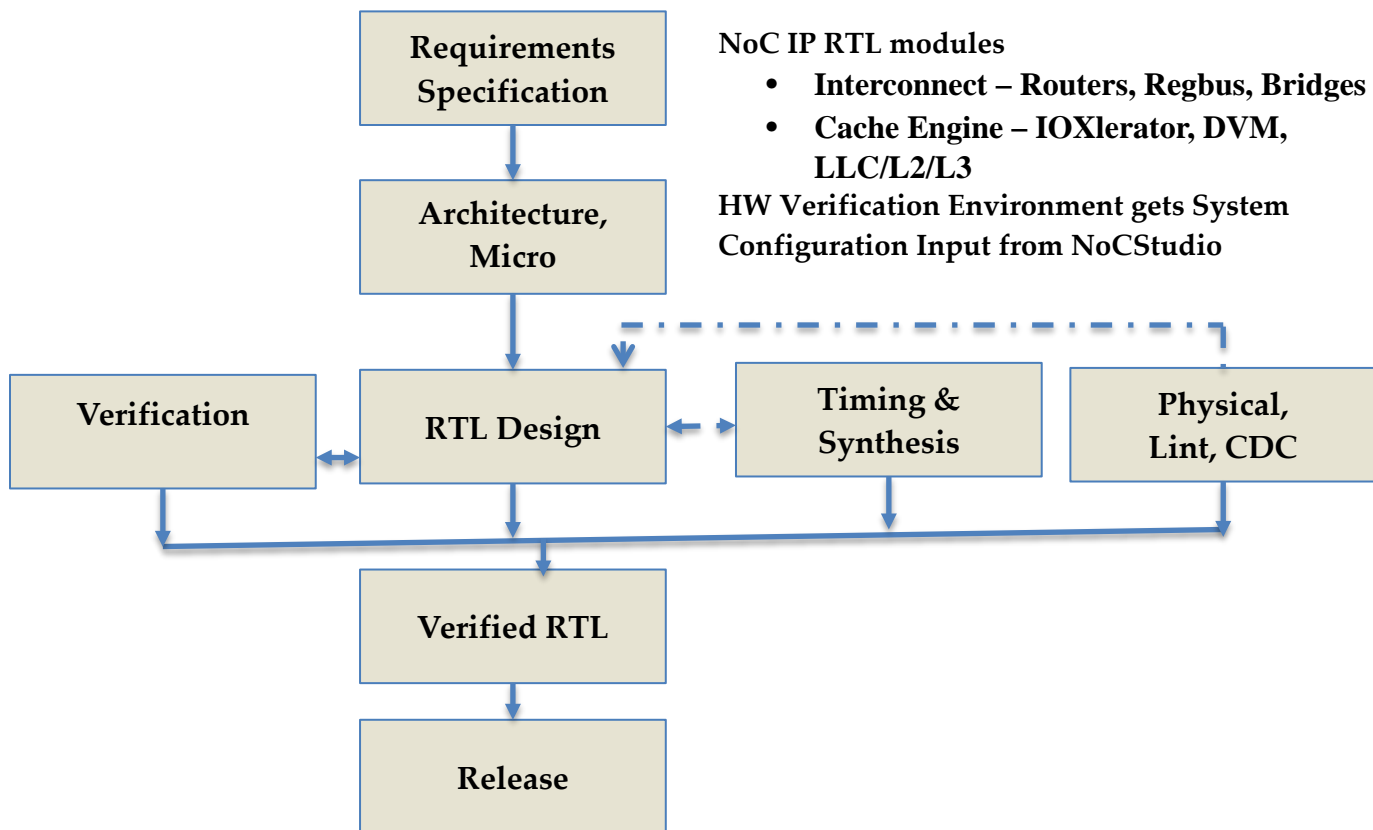 Requirements
Specification
NoC IP RTL modules
• Interconnect – Routers, Regbus, Bridges
• Cache Engine – IOXlerator, DVM,
LLC/L2/L3
HW Verification Environment gets System
Configuration Input from NoCStudio
Architecture,
Micro
Verification
RTL Design
Timing &
Synthesis
Physical,
Lint, CDC
Verified RTL
Release